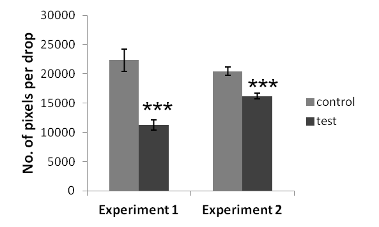 No. of pixels per drop
30000
25000
20000
15000
10000
5000
0
***
***
Experiment 1
Experiment 2
control
test